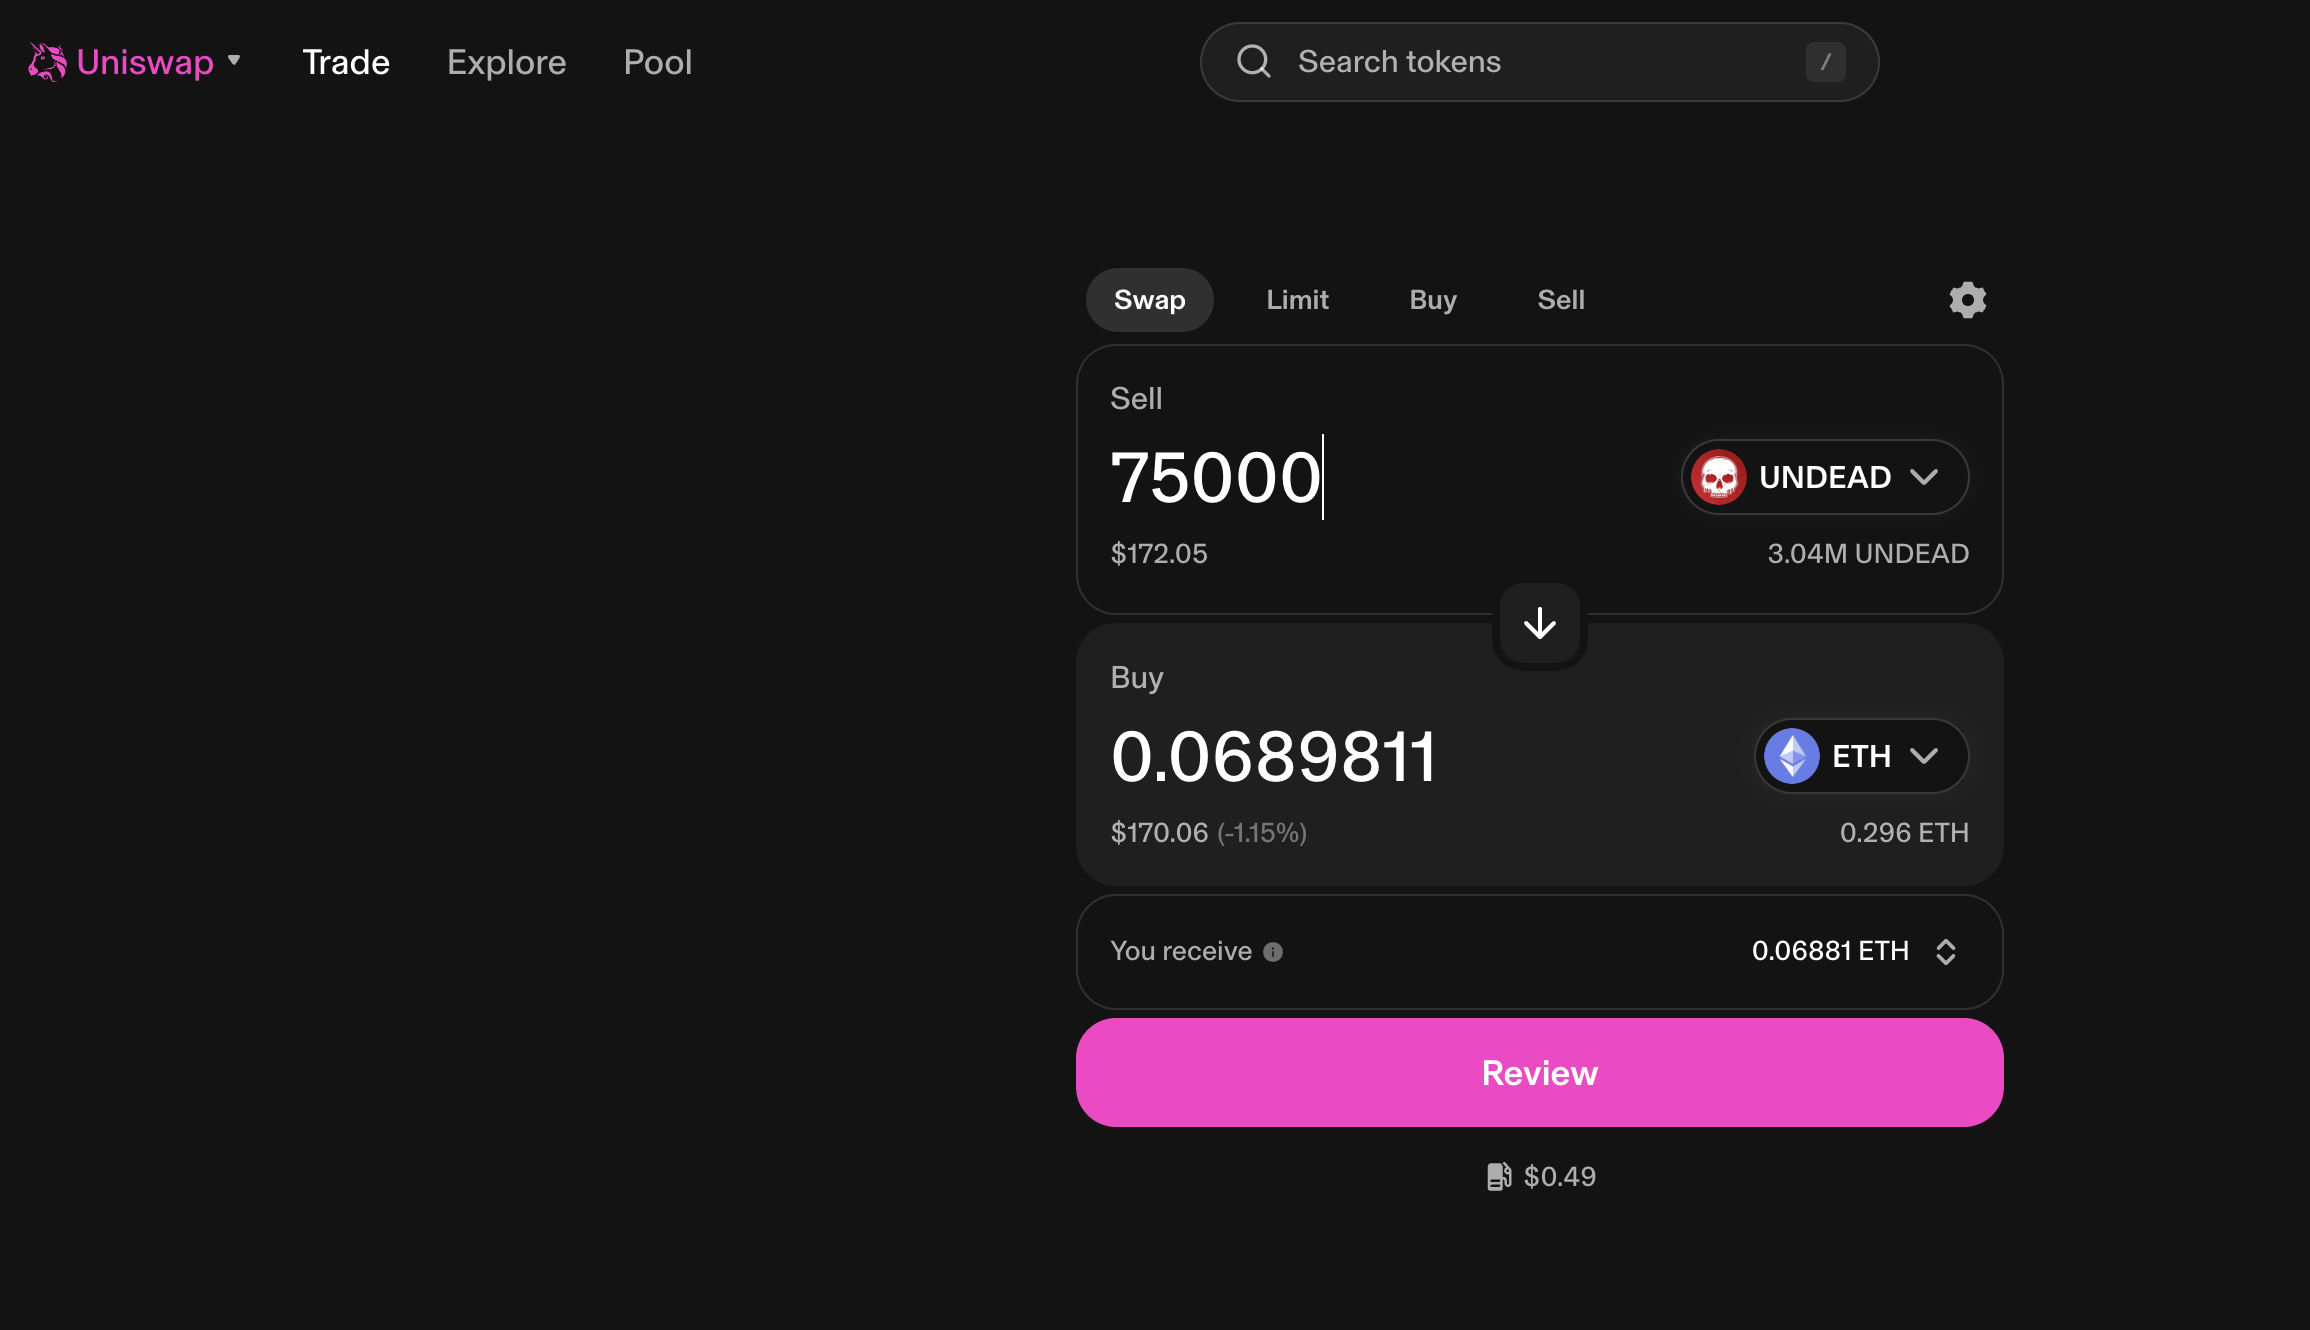 Uniswap Trade Explore Pool Search tokens /
Swap Limit Buy Sell
Sell
75000 UNDEAD
$172.05 3.04M UNDEAD
Buy
0.0689811 ETH
$170.06 (-1.15%) 0.296 ETH
You receive 0.06881 ETH
Review
$0.49